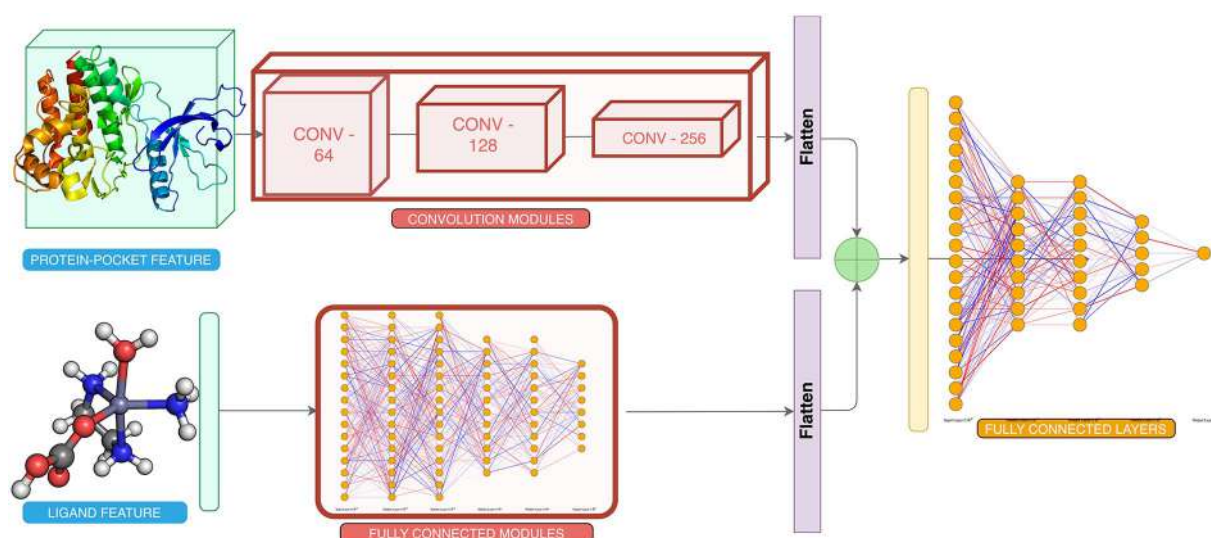 CONV -
64
CONV -
128
CONV - 256
CONVOLUTION MODULES
Flatten
PROTEIN-POCKET FEATURE
LIGAND FEATURE
FULLY CONNECTED MODULES
Flatten
FULLY CONNECTED LAYERS